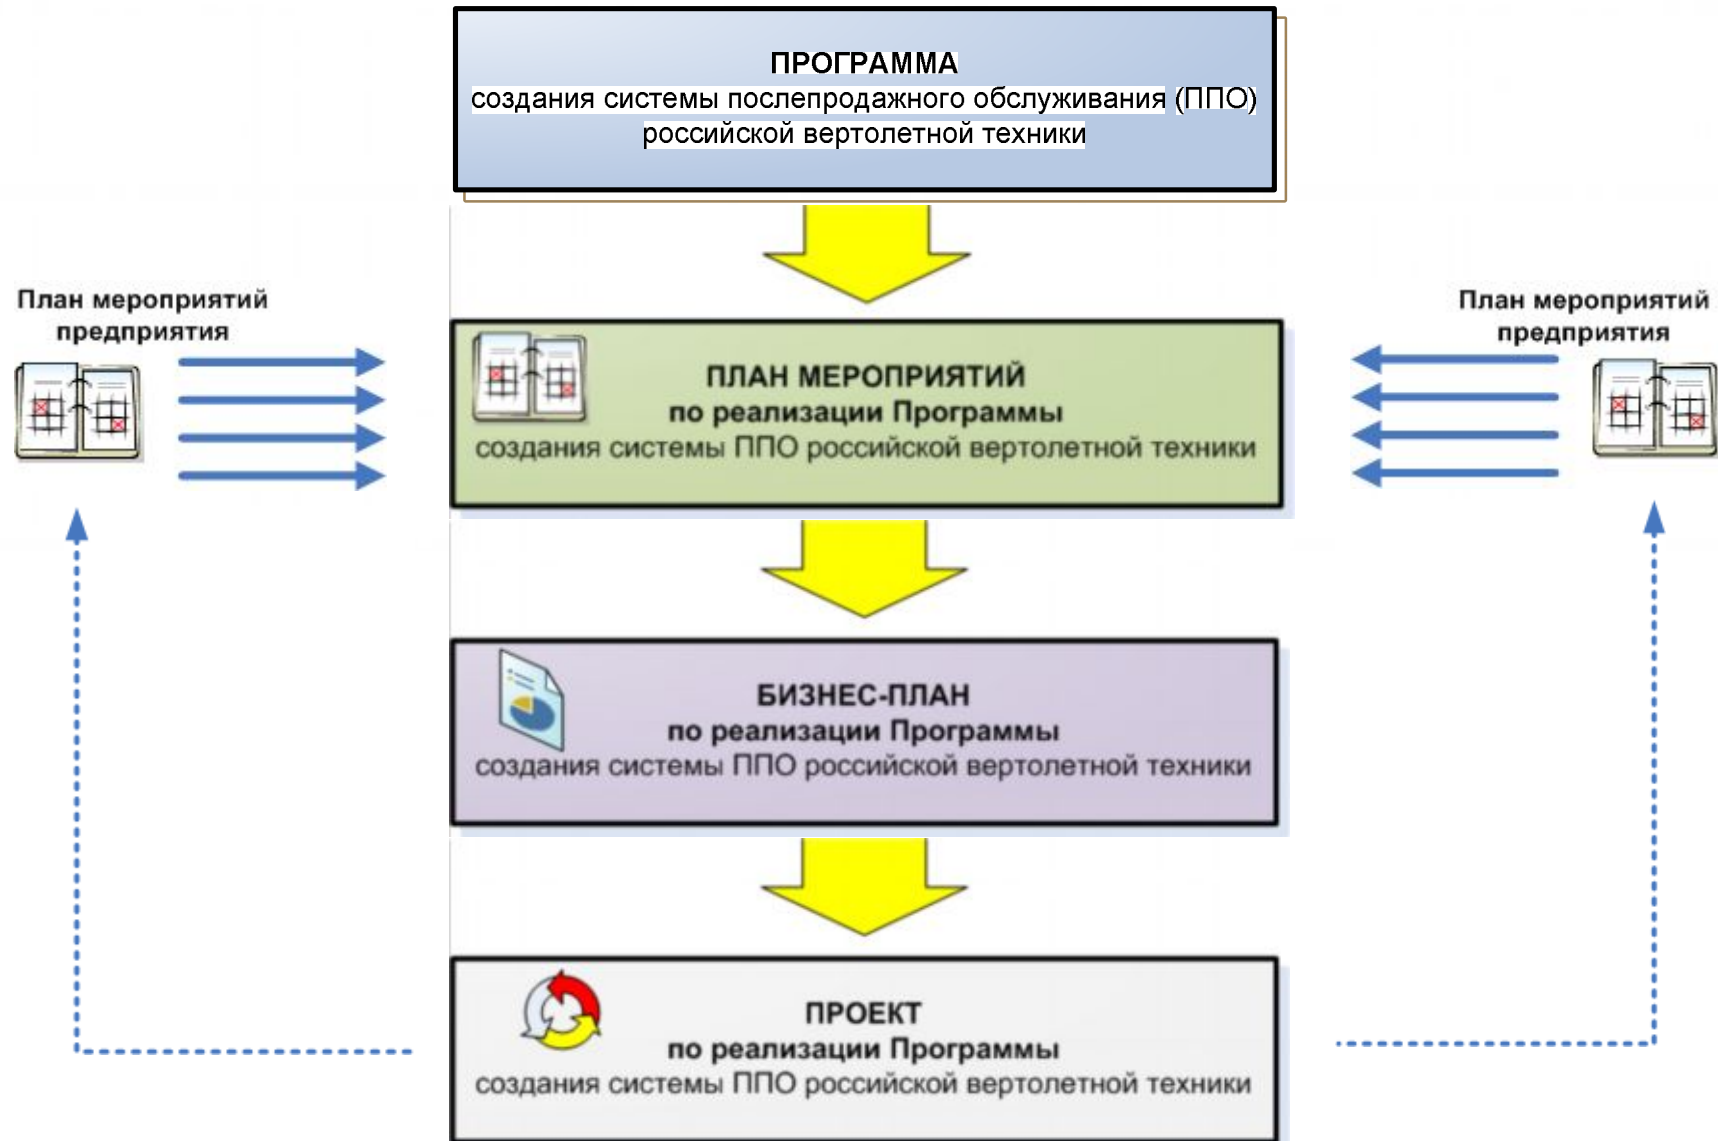 ПРОГРАММА
создания системы послепродажного обслуживания (ППО)
российской вертолетной техники
План мероприятий
предприятия
План мероприятий
предприятия
ПЛАН МЕРОПРИЯТИЙ
по реализации Программы
создания системы ППО российской вертолетной техники
БИЗНЕС-ПЛАН
по реализации Программы
создания системы ППО российской вертолетной техники
ПРОЕКТ
по реализации Программы
создания системы ППО российской вертолетной техники